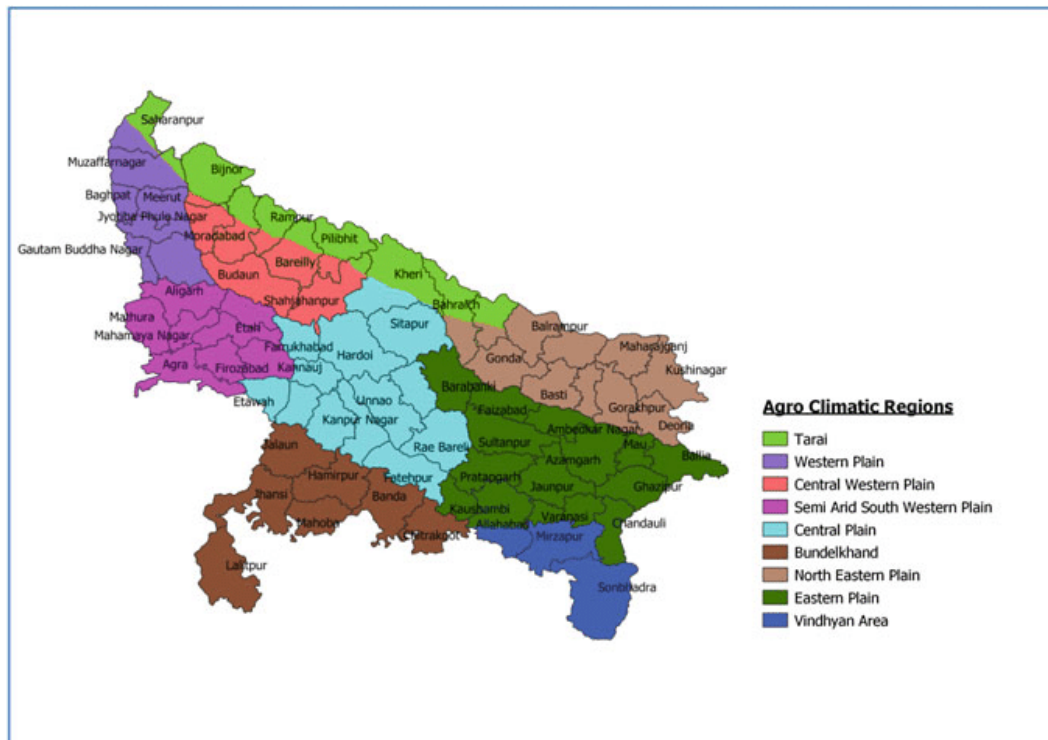 Saharanpur
Muzaffarnagar
Bijnor
Baghpat
Meerut
Jyotiba Phule Nagar
Rampur
Moradabad
Pilibhit
Gautam Buddha Nagar
Bareilly
Budaun
Kheri
Aligarh
Shahjahanpur
Bahraich
Mathura
Etah
Sitapur
Balrampur
Mahamaya Nagar
Farrukhabad
Hardoi
Gonda
Maharajganj
Agra
Firozabad
Kannauj
Kushinagar
Barabanki
Basti
Etawah
Unnao
Faizabad
Gorakhpur
Kanpur Nagar
Ambedkar Nagar
Deoria
Jalaun
Rae Bareli
Sultanpur
Mau
Ballia
Azamgarh
Hamirpur
Fatehpur
Pratapgarh
Jaunpur
Ghazipur
Jhansi
Banda
Kaushambi
Varanasi
Mahoba
Allahabad
Chandauli
Chitrakoot
Mirzapur
Lalitpur
Sonbhadra
Agro Climatic Regions
Tarai
Western Plain
Central Western Plain
Semi Arid South Western Plain
Central Plain
Bundelkhand
North Eastern Plain
Eastern Plain
Vindhyan Area